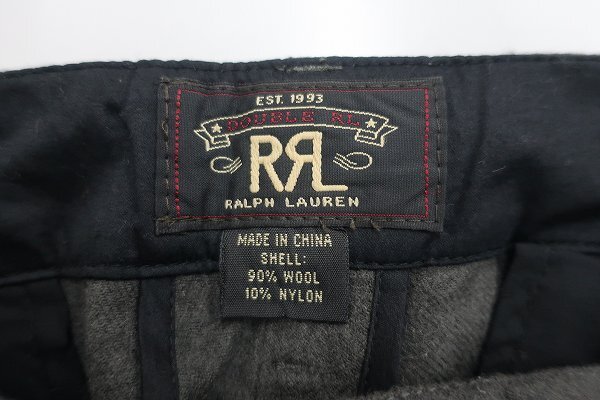 EST. 1993
DOUBLE RL
RRL
RALPH LAUREN
MADE IN CHINA
SHELL:
90% WOOL
10% NYLON